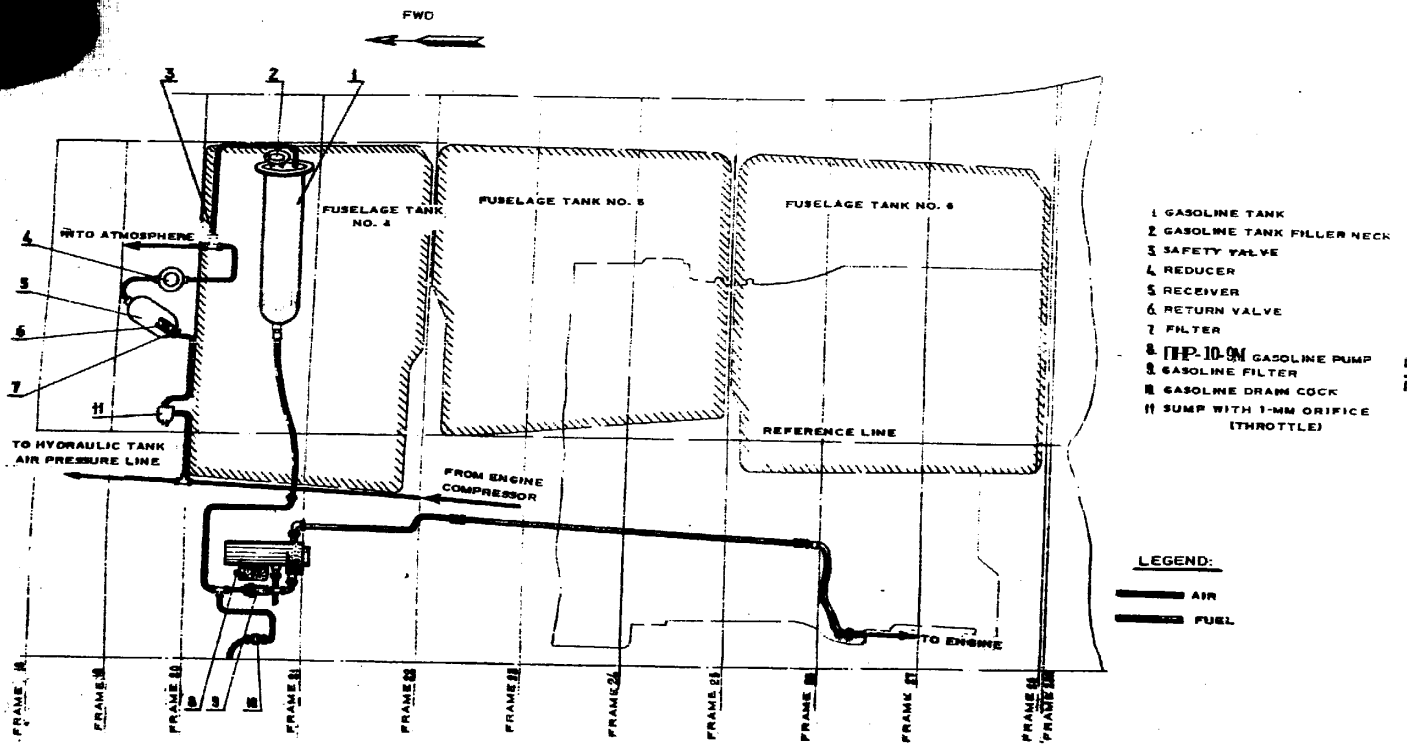 FWD
3 2 1
FUSELAGE TANK
NO. 4
FUSELAGE TANK NO. 5
FUSELAGE TANK NO. 6
INTO ATMOSPHERE
4
5
6
7
11
TO HYDRAULIC TANK
AIR PRESSURE LINE
FROM ENGINE
COMPRESSOR
REFERENCE LINE
TO ENGINE
1 GASOLINE TANK
2 GASOLINE TANK FILLER NECK
3 SAFETY VALVE
4 REDUCER
5 RECEIVER
6. RETURN VALVE
7 FILTER
8 ПНР-10-9М GASOLINE PUMP
9. GASOLINE FILTER
10 GASOLINE DRAIN COCK
11 SUMP WITH 1-MM ORIFICE
(THROTTLE)
LEGEND:
AIR
FUEL
8 9 10
FRAME 18
FRAME 19
FRAME 20
FRAME 21
FRAME 22
FRAME 23
FRAME 24
FRAME 25
FRAME 26
FRAME 27
FRAME 28
FRAME